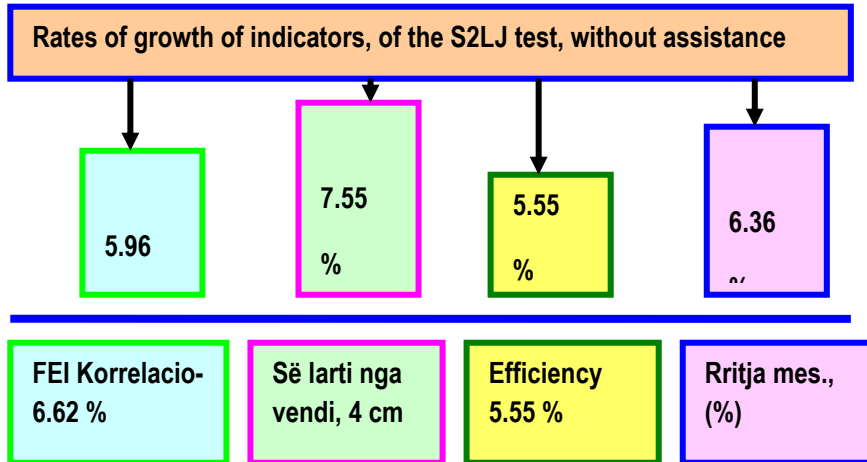 Rates of growth of indicators, of the S2LJ test, without assistance
5.96
7.55
%
5.55
%
6.36
%
FEI Korrelacio-
6.62 %
Së larti nga
vendi, 4 cm
Efficiency
5.55 %
Rritja mes.,
(%)